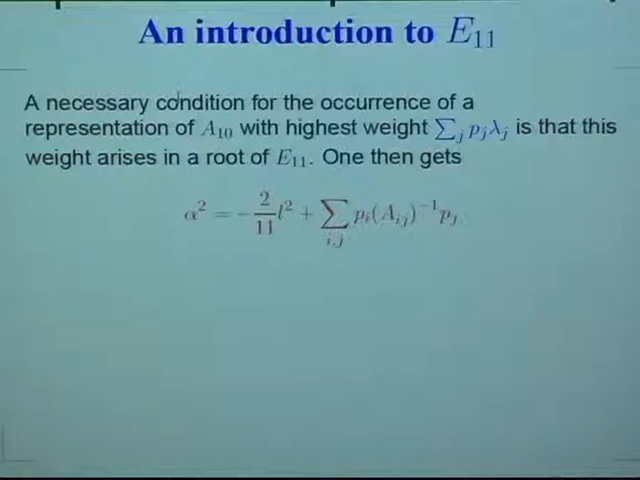 An introduction to E₁₁
A necessary condition for the occurrence of a
representation of A₁₀ with highest weight ∑ⱼ pⱼλⱼ is that this
weight arises in a root of E₁₁. One then gets
α² = −2/11 l² + ∑_{i,j} pᵢ(Aᵢⱼ)⁻¹pⱼ